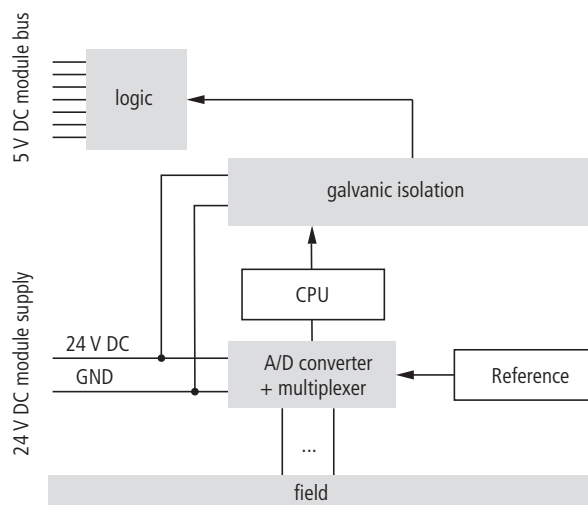 5 V DC module bus
logic
galvanic isolation
CPU
24 V DC module supply
24 V DC
GND
A/D converter
+ multiplexer
Reference
...
field